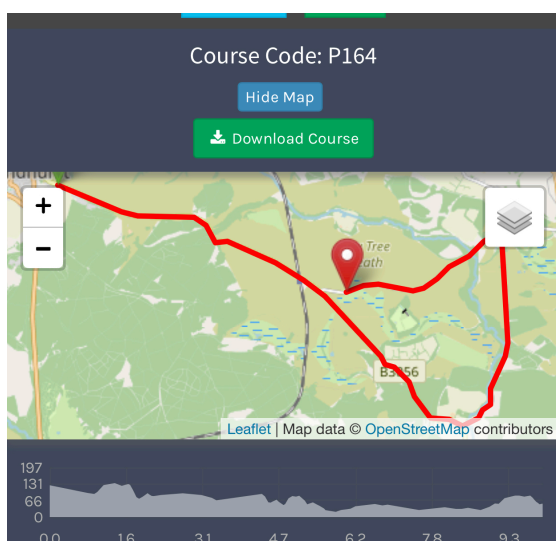 Course Code: P164
Hide Map
Download Course
+
Tree
−
B3056
Leaflet | Map data © OpenStreetMap contributors
197
131
66
0
0.0 1.6 3.1 4.7 6.2 7.8 9.3